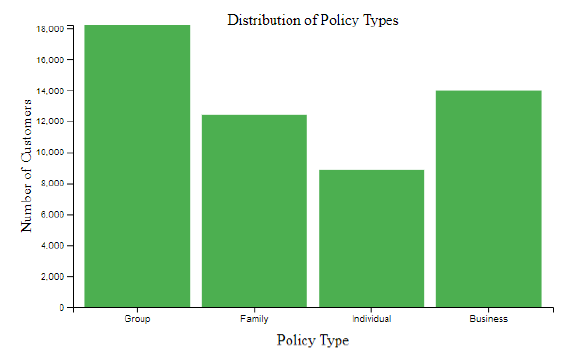 Distribution of Policy Types
Number of Customers
18,000
16,000
14,000
12,000
10,000
8,000
6,000
4,000
2,000
0
Group Family Individual Business
Policy Type